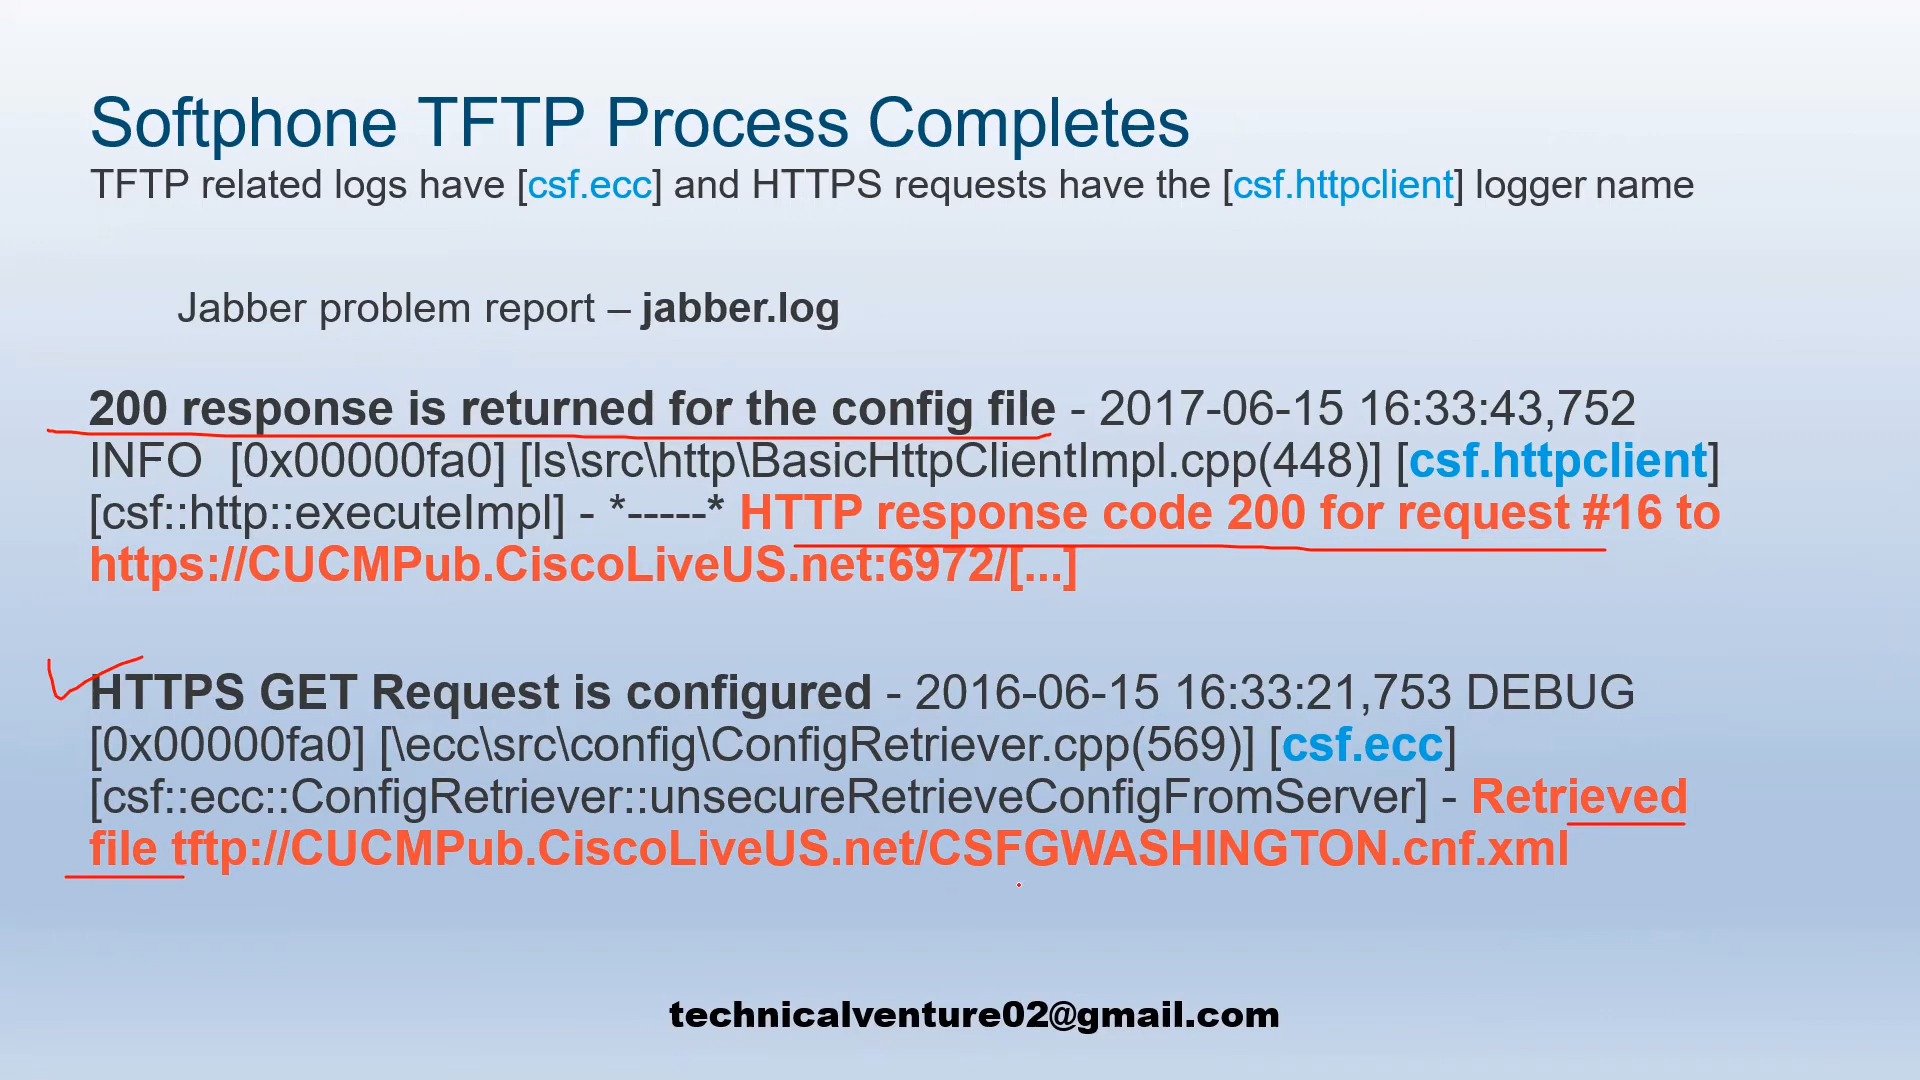 Softphone TFTP Process Completes
TFTP related logs have [csf.ecc] and HTTPS requests have the [csf.httpclient] logger name
Jabber problem report – jabber.log
200 response is returned for the config file - 2017-06-15 16:33:43,752
INFO  [0x00000fa0] [ls\src\http\BasicHttpClientImpl.cpp(448)] [csf.httpclient]
[csf::http::executeImpl] - *-----* HTTP response code 200 for request #16 to
https://CUCMPub.CiscoLiveUS.net:6972/[...]
HTTPS GET Request is configured - 2016-06-15 16:33:21,753 DEBUG
[0x00000fa0] [\ecc\src\config\ConfigRetriever.cpp(569)] [csf.ecc]
[csf::ecc::ConfigRetriever::unsecureRetrieveConfigFromServer] - Retrieved
file tftp://CUCMPub.CiscoLiveUS.net/CSFGWASHINGTON.cnf.xml
technicalventure02@gmail.com